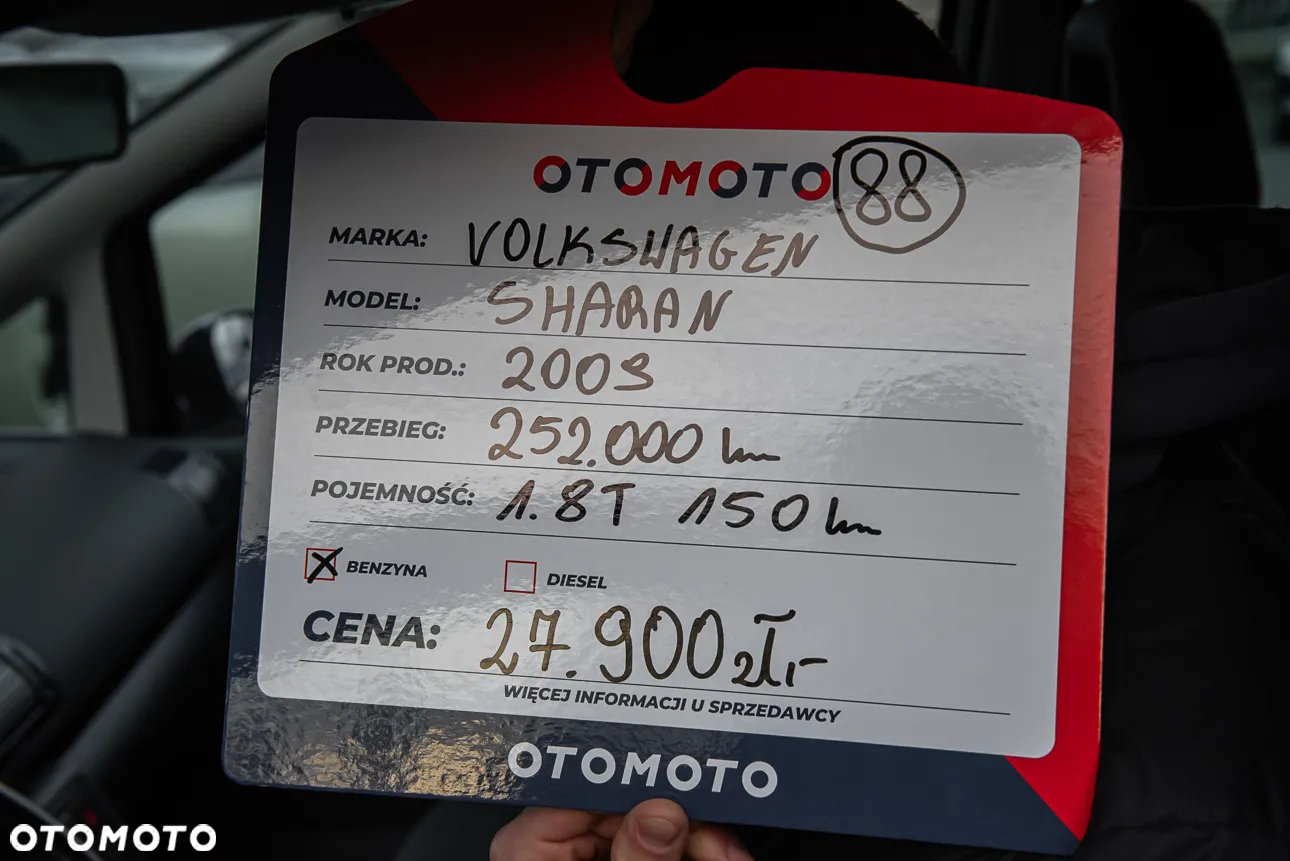 OTOMOTO 88
MARKA: VOLKSWAGEN
MODEL: SHARAN
ROK PROD.: 2009
PRZEBIEG: 252.000 km
POJEMNOŚĆ: 1.8T 150 km
BENZYNA DIESEL
CENA: 27.900 zł,-
WIĘCEJ INFORMACJI U SPRZEDAWCY
OTOMOTO
OTOMOTO